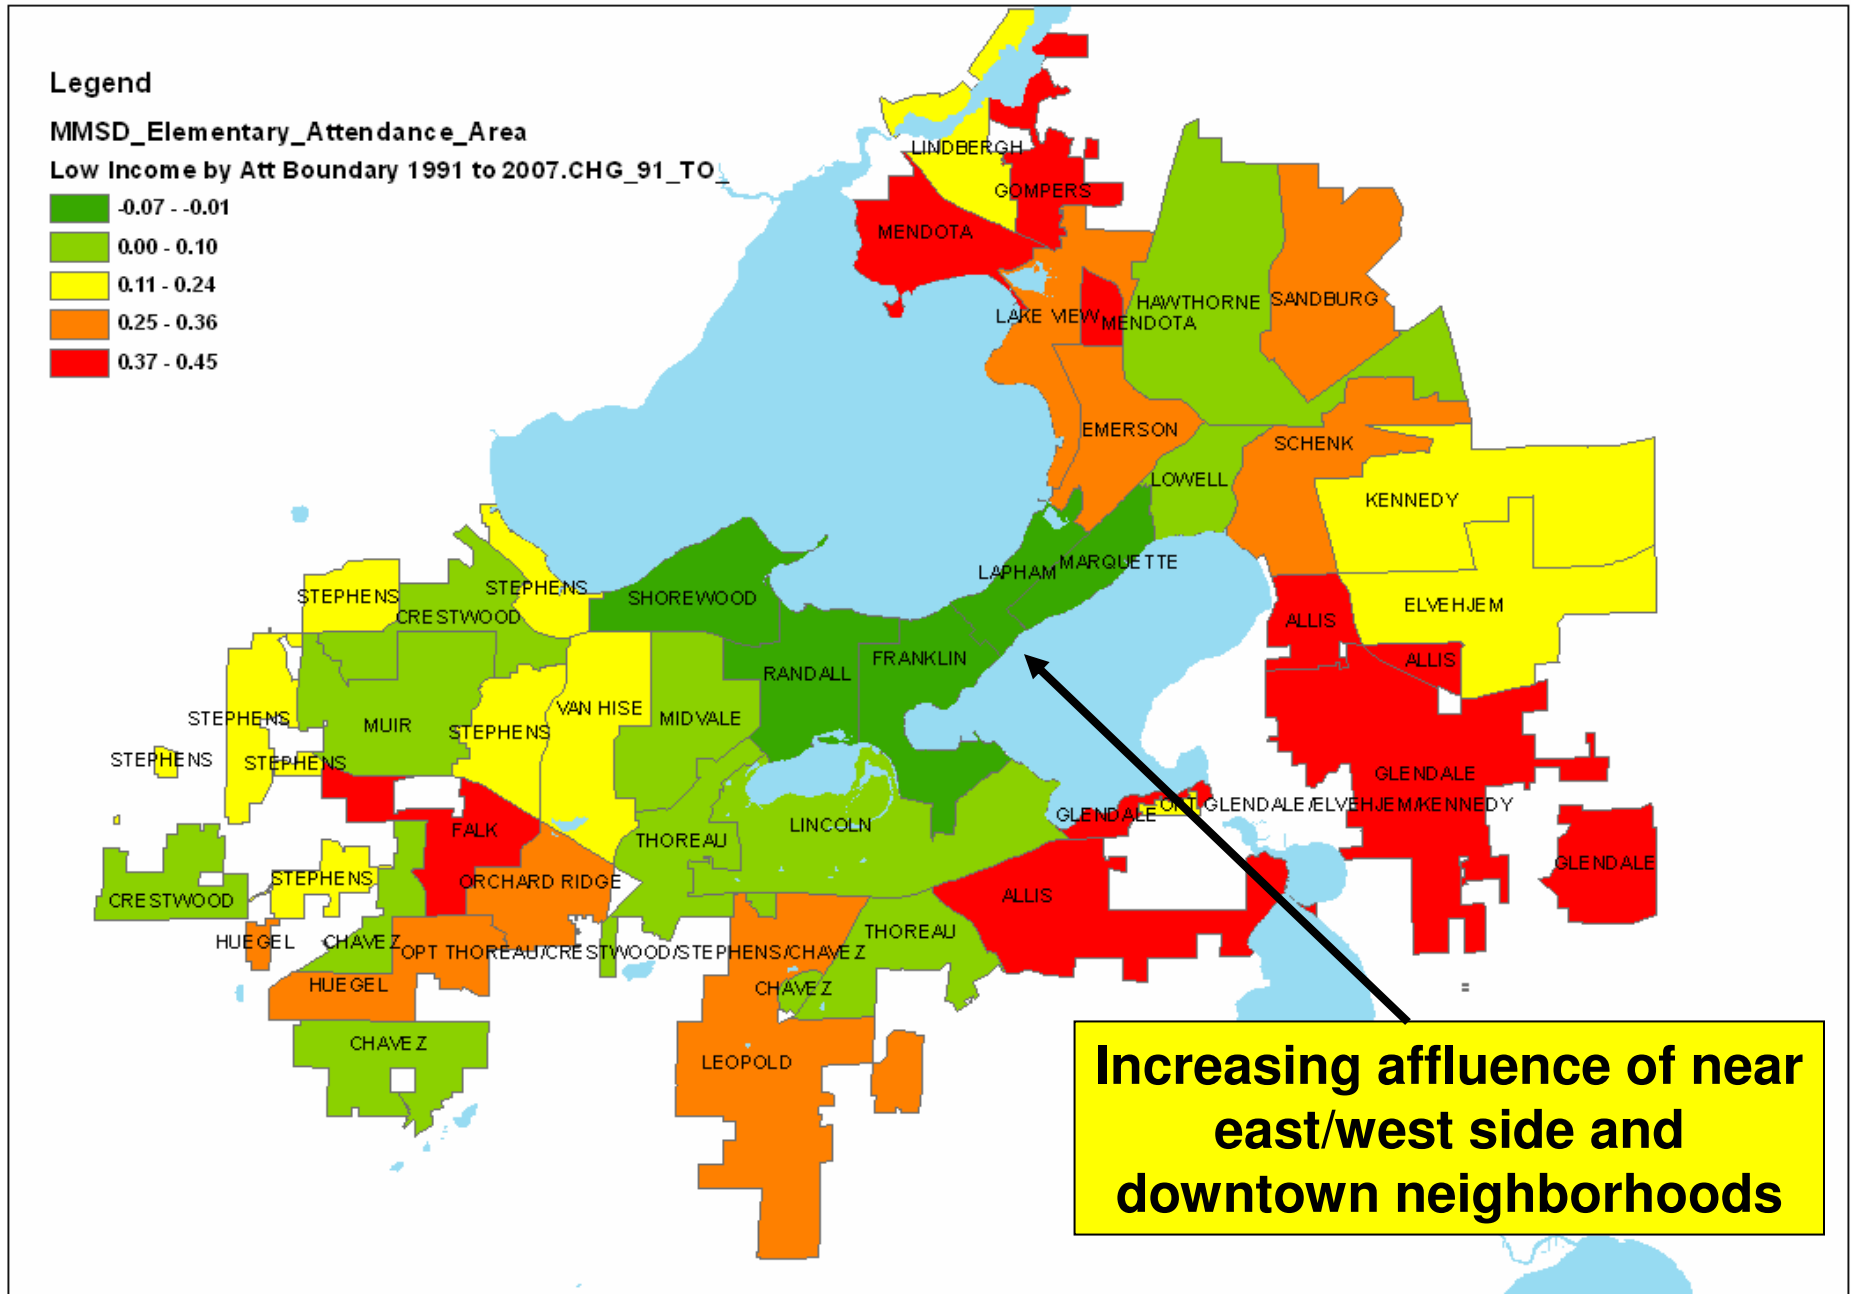 Legend
MMSD_Elementary_Attendance_Area
Low Income by Att Boundary 1991 to 2007.CHG_91_TO_
-0.07 - -0.01
0.00 - 0.10
0.11 - 0.24
0.25 - 0.36
0.37 - 0.45
LINDBERGH
GOMPERS
MENDOTA
HAWTHORNE
SANDBURG
LAKE VIEW
MENDOTA
EMERSON
SCHENK
LOWELL
KENNEDY
MARQUETTE
LAPHAM
STEPHENS
STEPHENS
SHOREWOOD
CRESTWOOD
ELVEHJEM
ALLIS
FRANKLIN
ALLIS
RANDALL
VAN HISE
STEPHENS
MIDVALE
MUIR
STEPHENS
STEPHENS
STEPHENS
GLENDALE
OPT GLENDALE/ELVEHJEM/KENNEDY
GLENDALE
LINCOLN
FALK
THOREAU
GLENDALE
STEPHENS
ORCHARD RIDGE
ALLIS
CRESTWOOD
THOREAU
HUEGEL
CHAVEZ
OPT THOREAU/CRESTWOOD/STEPHENS/CHAVEZ
HUEGEL
CHAVEZ
CHAVEZ
LEOPOLD
Increasing affluence of near
east/west side and
downtown neighborhoods